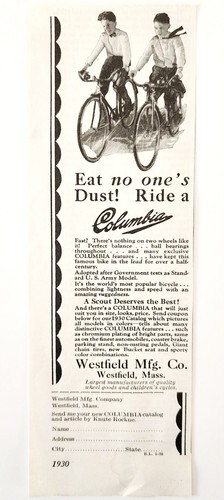 Eat no one's
Dust! Ride a
Columbia
Fast? There's nothing on two wheels like
it! Perfect balance . . . ball bearings
throughout . . . and many exclusive
COLUMBIA features . . . have kept this
famous bike in the lead for over a half-
century.
Adopted after Government tests as Stand-
ard U. S. Army Model.
It's the world's most popular bicycle . . .
combining lightness and speed with an
amazing ruggedness.
A Scout Deserves the Best!
And there's a COLUMBIA that will just
suit you in size, looks, price. Send coupon
below for our 1930 Catalog which pictures
all models in colors—tells about many
distinctive COLUMBIA features . . . such
as chromium plating of bright parts, same
as on the finest automobiles, coaster brake,
parking stand, non-rusting pedals, Giant
chain tires, new Bucket seat and sporty
color combinations.
Westfield Mfg. Co.
Westfield, Mass.
Largest manufacturers of quality
wheel goods and children's cycles.
Westfield Mfg. Company
Westfield, Mass.
Send me your new COLUMBIA catalog
and article by Knute Rockne.
Name
Address
City State
B.L. 5-30
1930